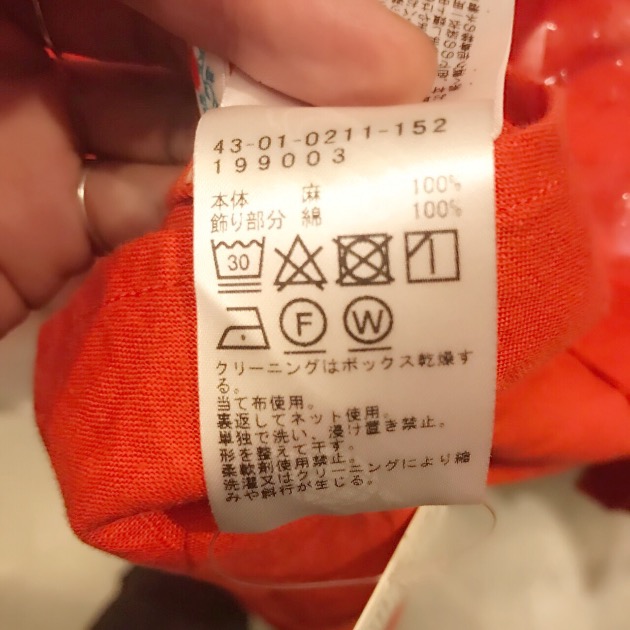 43-01-0211-152
199003
本体 麻 100%
飾り部分 綿 100%
30
F W
クリーニングはボックス乾燥す
る。
当て布使用。
裏返してネット使用。
単独で洗い、浸け置き禁止。
形を整えて干す。
柔軟剤使用禁止。
洗濯又はクリーニングにより縮
みや斜行が生じる。